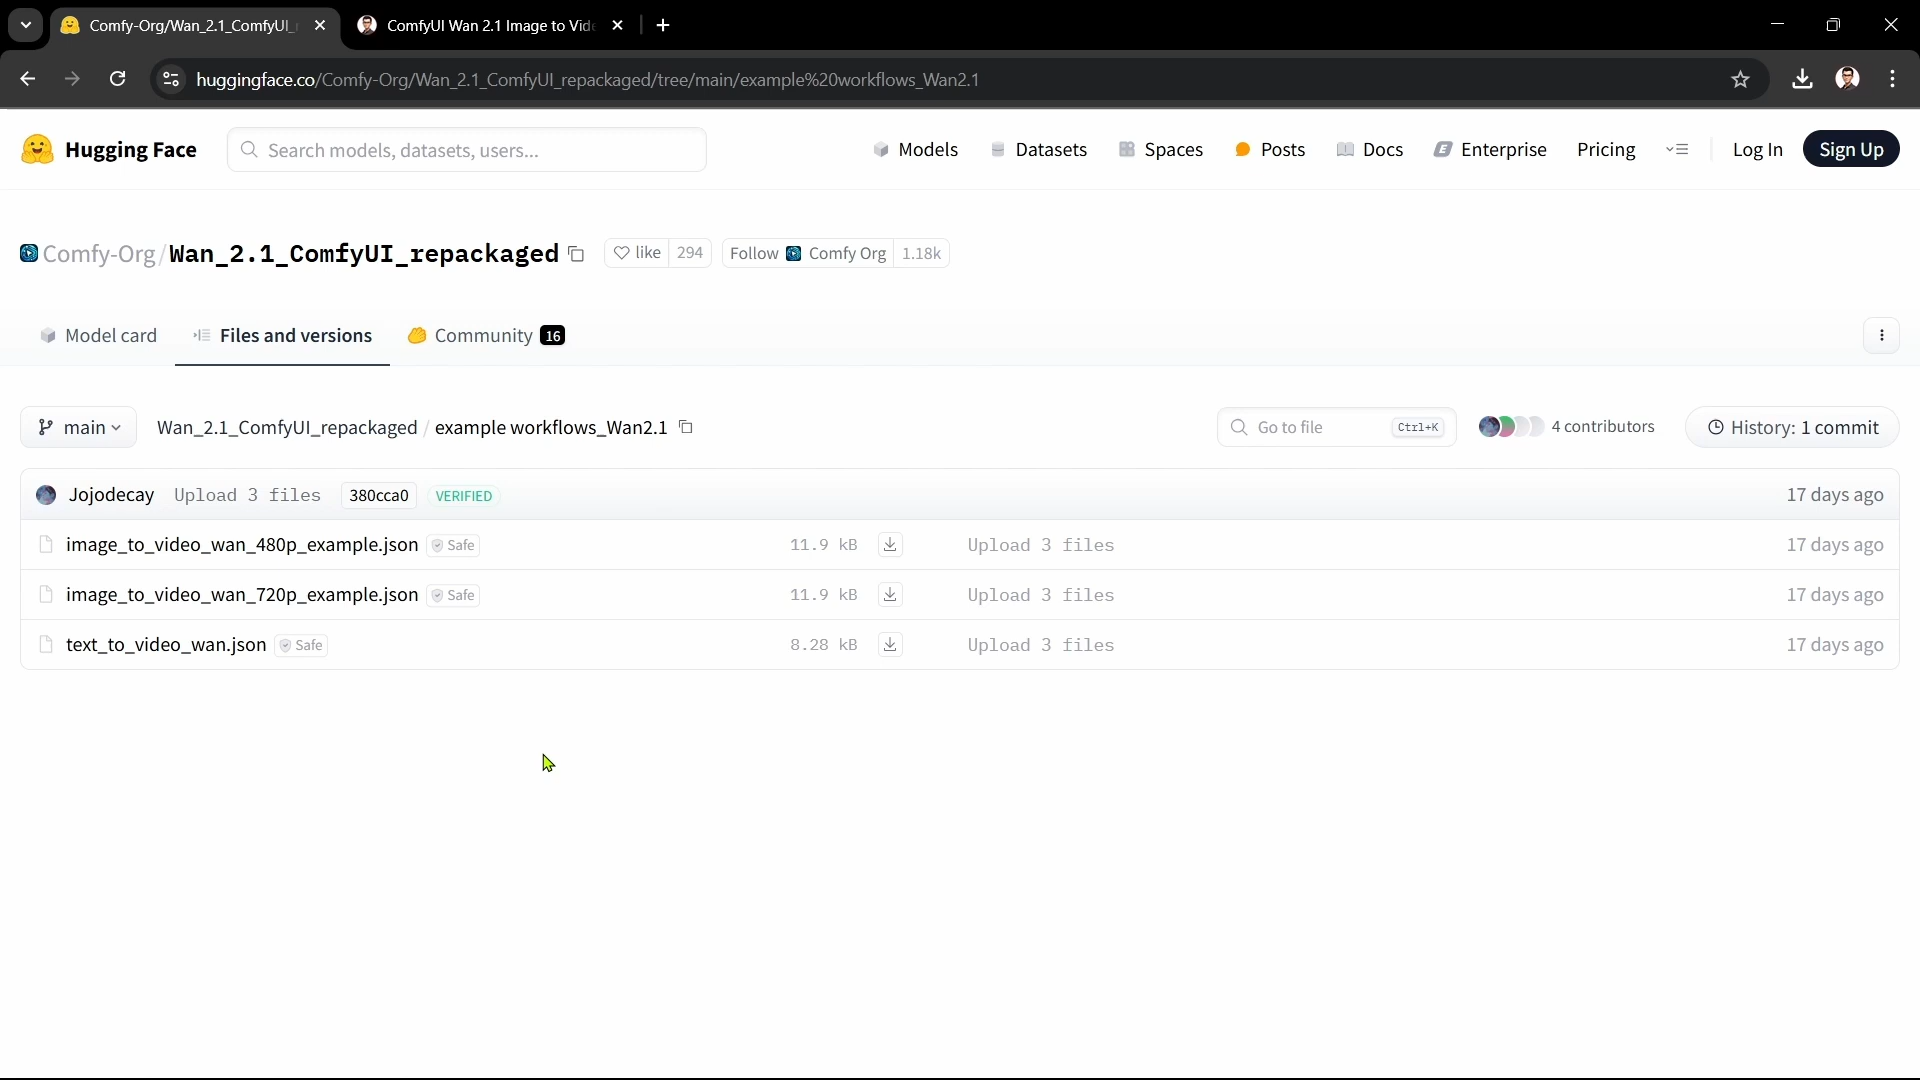 Comfy-Org/Wan_2.1_ComfyUI_
ComfyUI Wan 2.1 Image to Vide
huggingface.co/Comfy-Org/Wan_2.1_ComfyUI_repackaged/tree/main/example%20workflows_Wan2.1
Hugging Face
Search models, datasets, users...
Models
Datasets
Spaces
Posts
Docs
Enterprise
Pricing
Log In
Sign Up
Comfy-Org/Wan_2.1_ComfyUI_repackaged
like 294
Follow Comfy Org 1.18k
Model card
Files and versions
Community 16
main
Wan_2.1_ComfyUI_repackaged / example workflows_Wan2.1
Go to file Ctrl+K
4 contributors
History: 1 commit
Jojodecay Upload 3 files 380cca0 VERIFIED 17 days ago
image_to_video_wan_480p_example.json Safe 11.9 kB Upload 3 files 17 days ago
image_to_video_wan_720p_example.json Safe 11.9 kB Upload 3 files 17 days ago
text_to_video_wan.json Safe 8.28 kB Upload 3 files 17 days ago